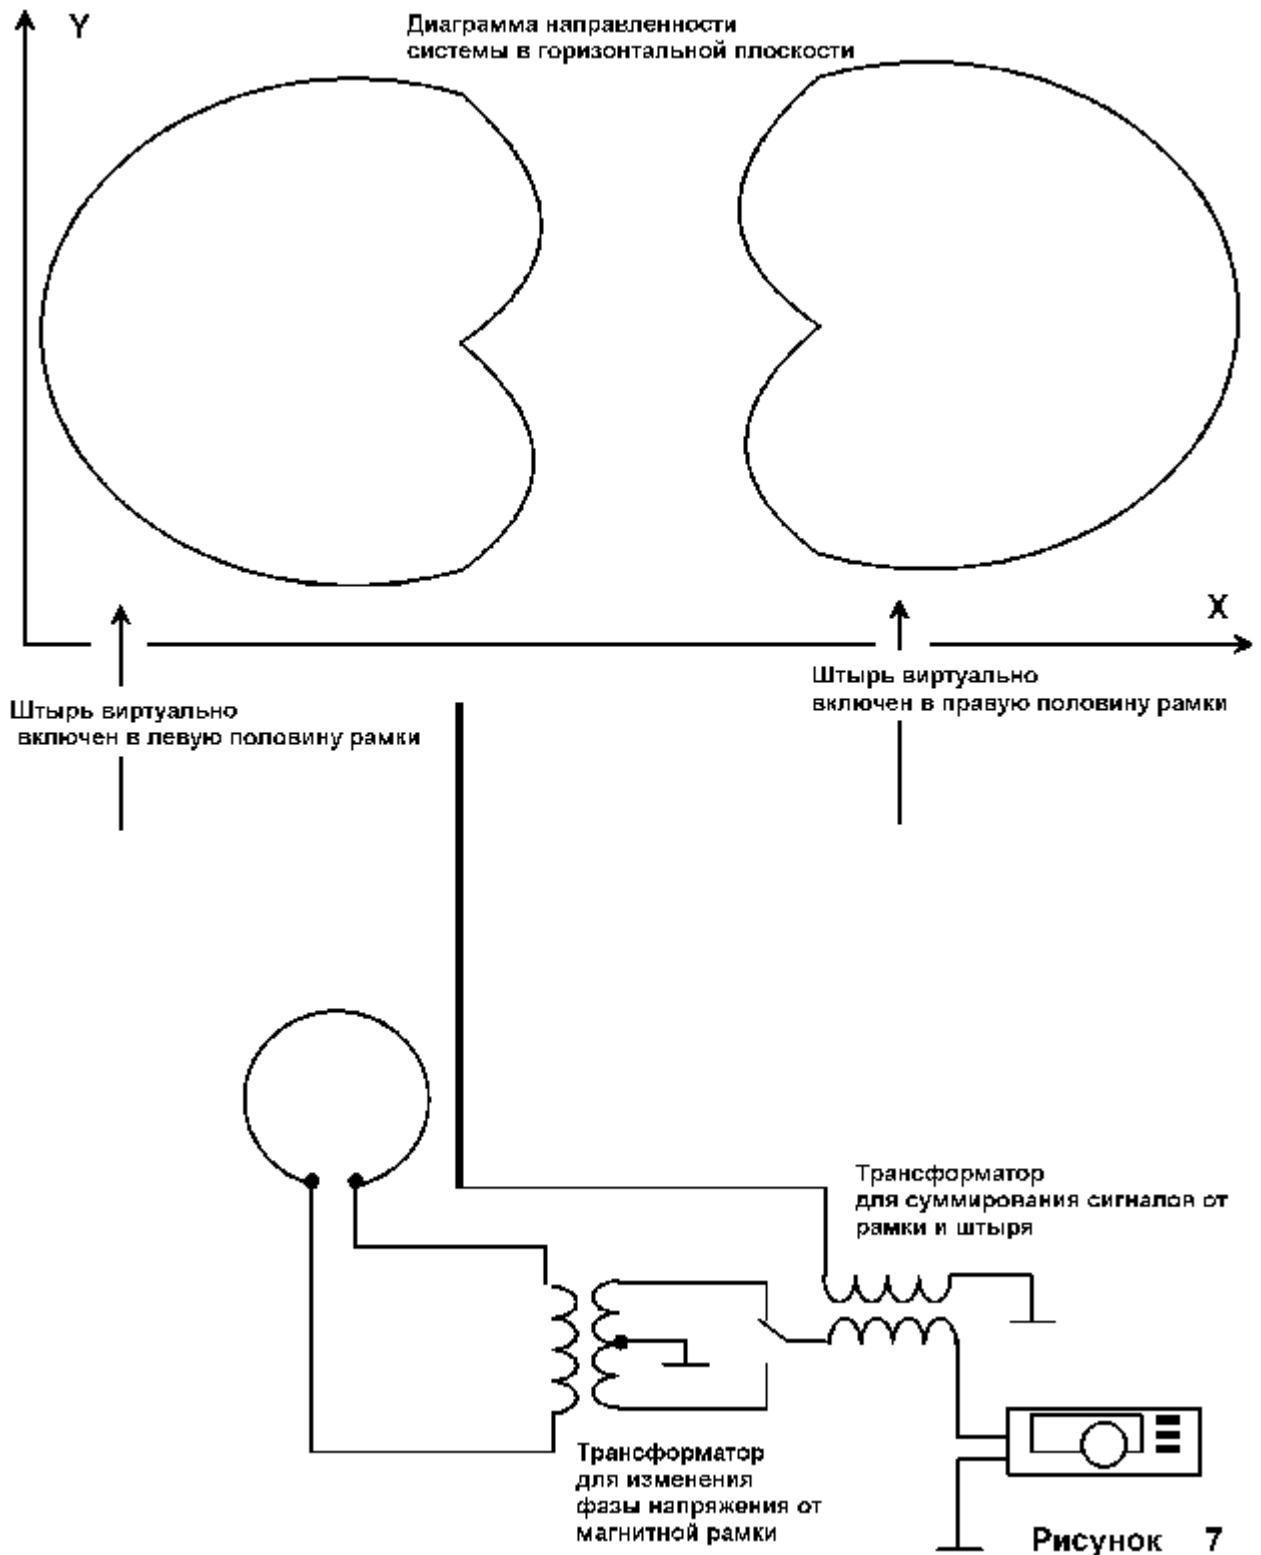 Y
Диаграмма направленности
системы в горизонтальной плоскости
X
Штырь виртуально
включен в левую половину рамки
Штырь виртуально
включен в правую половину рамки
Трансформатор
для суммирования сигналов от
рамки и штыря
Трансформатор
для изменения
фазы напряжения от
магнитной рамки
Рисунок 7